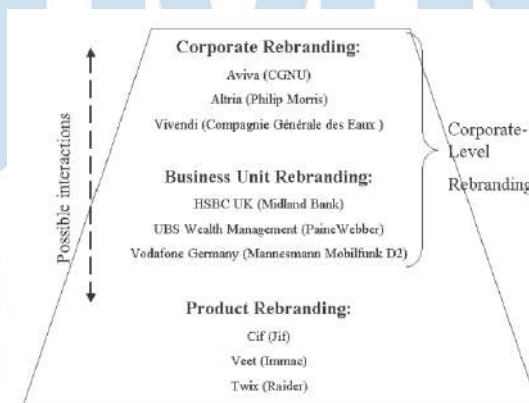 Corporate Rebranding:
Aviva (CGNU)
Altria (Philip Morris)
Vivendi (Compagnie Générale des Eaux )
Business Unit Rebranding:
HSBC UK (Midland Bank)
UBS Wealth Management (PaineWebber)
Vodafone Germany (Mannesmann Mobilfunk D2)
Product Rebranding:
Cif (Jif)
Veet (Immac)
Twix (Raider)
Possible interactions
Corporate-
Level
Rebranding